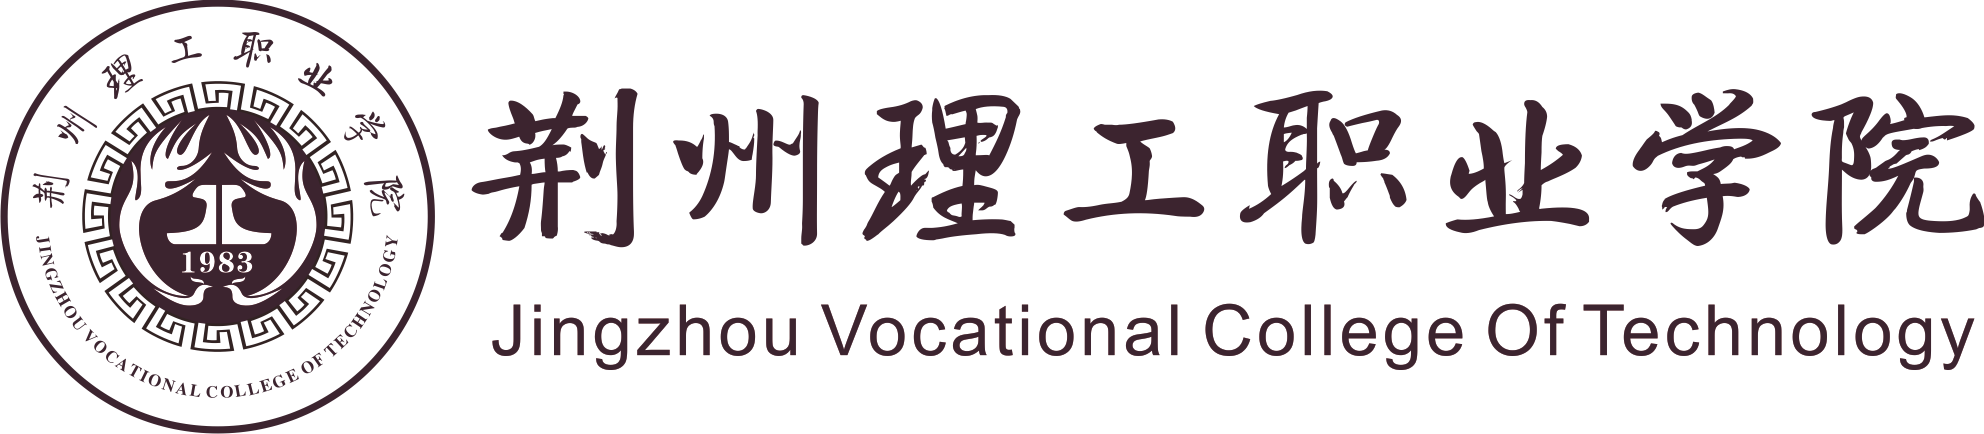 荆州理工职业学院
1983
JINGZHOU VOCATIONAL COLLEGE OF TECHNOLOGY
荆州理工职业学院
Jingzhou Vocational College Of Technology